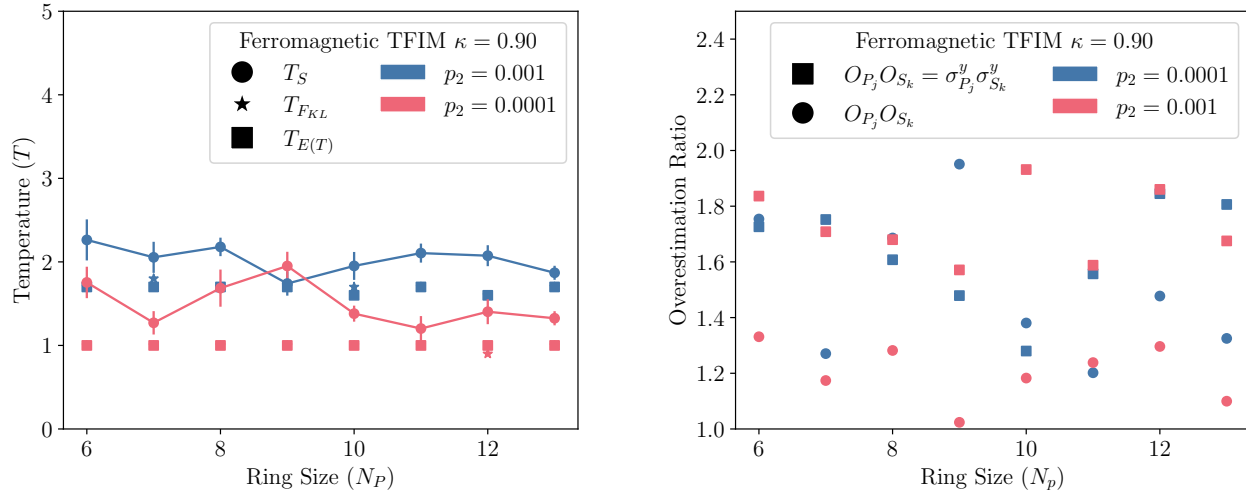 5
4
3
2
1
0
Temperature (T)
Ferromagnetic TFIM κ = 0.90
T_S p_2 = 0.001
T_{F_{KL}} p_2 = 0.0001
T_{E(T)}
6 8 10 12
Ring Size (N_P)
2.4
2.2
2.0
1.8
1.6
1.4
1.2
1.0
Overestimation Ratio
Ferromagnetic TFIM κ = 0.90
O_{P_j}O_{S_k} = σ^y_{P_j}σ^y_{S_k} p_2 = 0.0001
O_{P_j}O_{S_k} p_2 = 0.001
6 8 10 12
Ring Size (N_p)